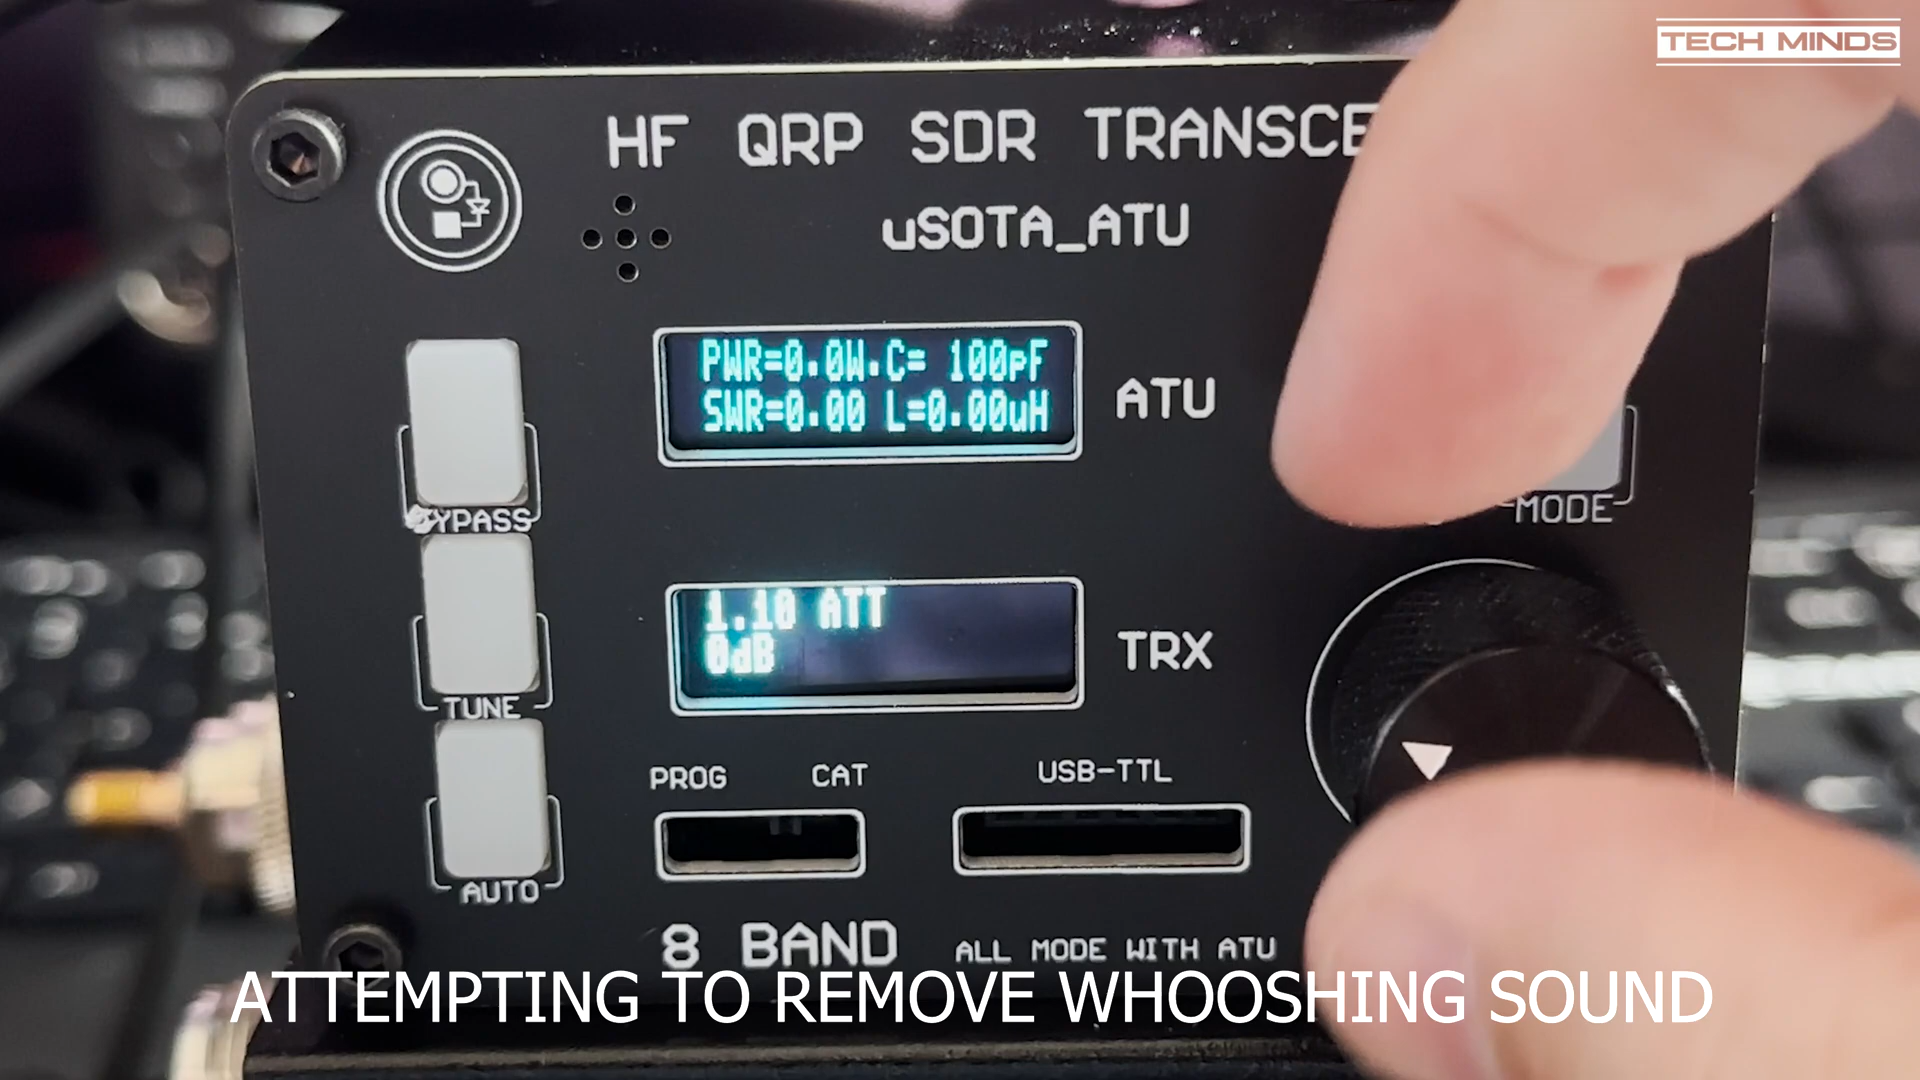 TECH MINDS
HF QRP SDR TRANSCE
uSOTA_ATU
PWR=0.0W.C= 100pF
SWR=0.00 L=0.00uH
ATU
MODE
BYPASS
1.10 ATT
0dB
TRX
TUNE
PROG CAT USB-TTL
AUTO
8 BAND ALL MODE WITH ATU
ATTEMPTING TO REMOVE WHOOSHING SOUND